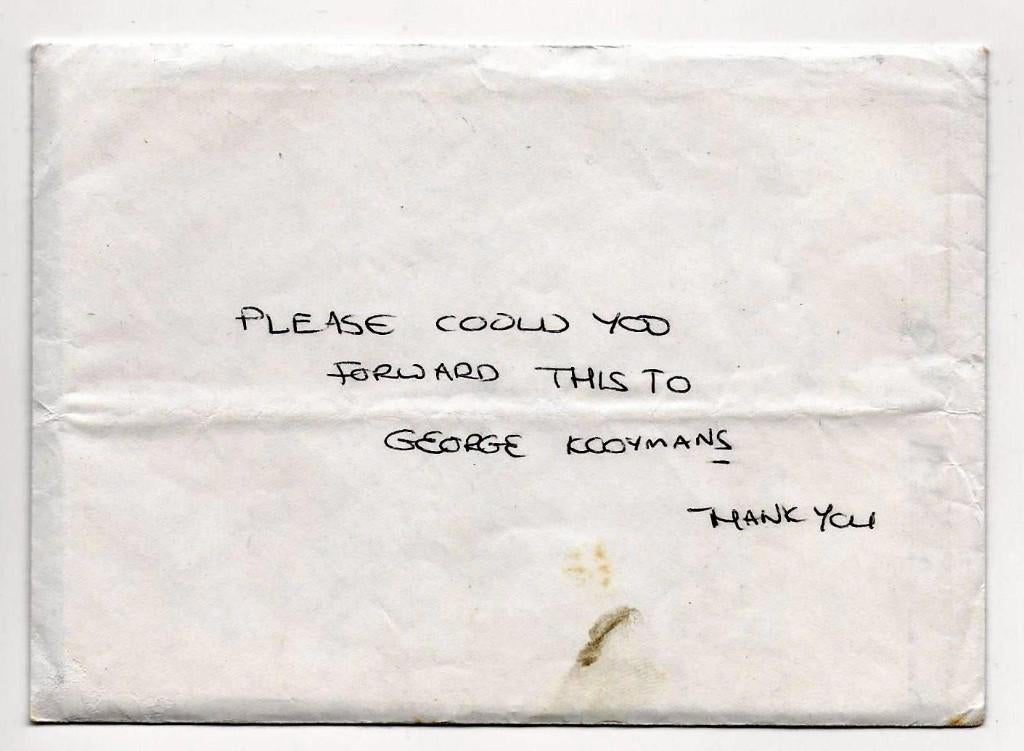 PLEASE COULD YOU
FORWARD THIS TO
GEORGE KOOYMANS
THANK YOU